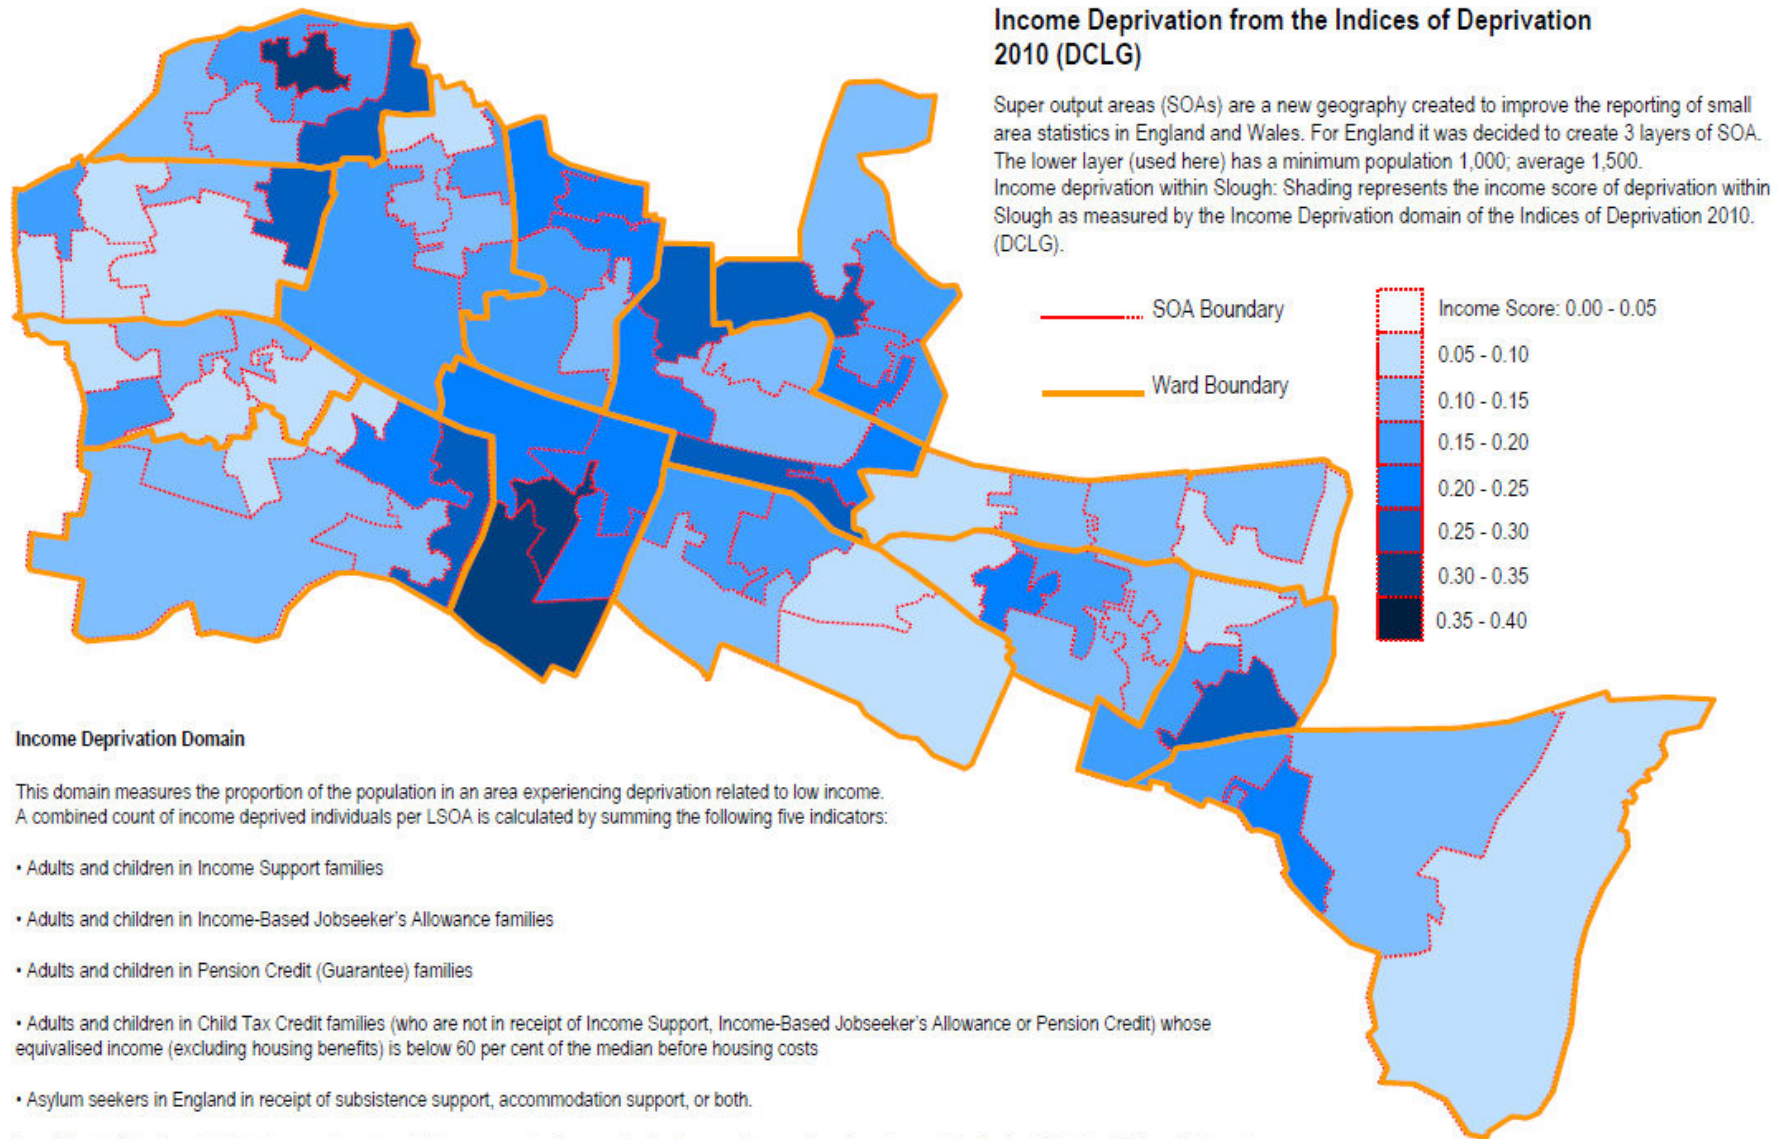 Income Deprivation from the Indices of Deprivation
2010 (DCLG)
Super output areas (SOAs) are a new geography created to improve the reporting of small
area statistics in England and Wales. For England it was decided to create 3 layers of SOA.
The lower layer (used here) has a minimum population 1,000; average 1,500.
Income deprivation within Slough: Shading represents the income score of deprivation within
Slough as measured by the Income Deprivation domain of the Indices of Deprivation 2010.
(DCLG).
SOA Boundary
Ward Boundary
Income Score: 0.00 - 0.05
0.05 - 0.10
0.10 - 0.15
0.15 - 0.20
0.20 - 0.25
0.25 - 0.30
0.30 - 0.35
0.35 - 0.40
Income Deprivation Domain
This domain measures the proportion of the population in an area experiencing deprivation related to low income.
A combined count of income deprived individuals per LSOA is calculated by summing the following five indicators:
• Adults and children in Income Support families
• Adults and children in Income-Based Jobseeker's Allowance families
• Adults and children in Pension Credit (Guarantee) families
• Adults and children in Child Tax Credit families (who are not in receipt of Income Support, Income-Based Jobseeker's Allowance or Pension Credit) whose
equivalised income (excluding housing benefits) is below 60 per cent of the median before housing costs
• Asylum seekers in England in receipt of subsistence support, accommodation support, or both.